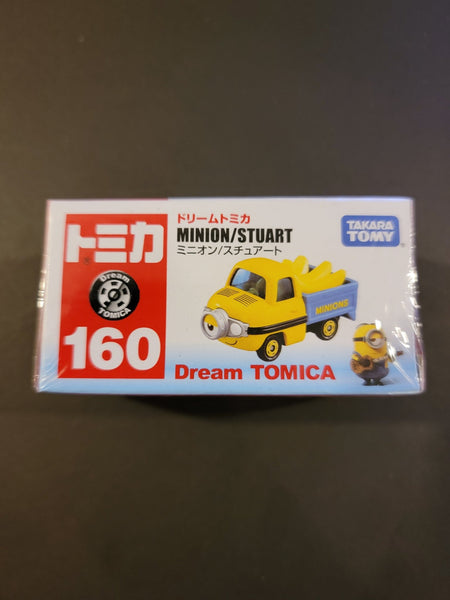 トミカ
Dream
TOMICA
160
ドリームトミカ
MINION/STUART
ミニオン/スチュアート
TAKARA
TOMY
MINIONS
Dream TOMICA